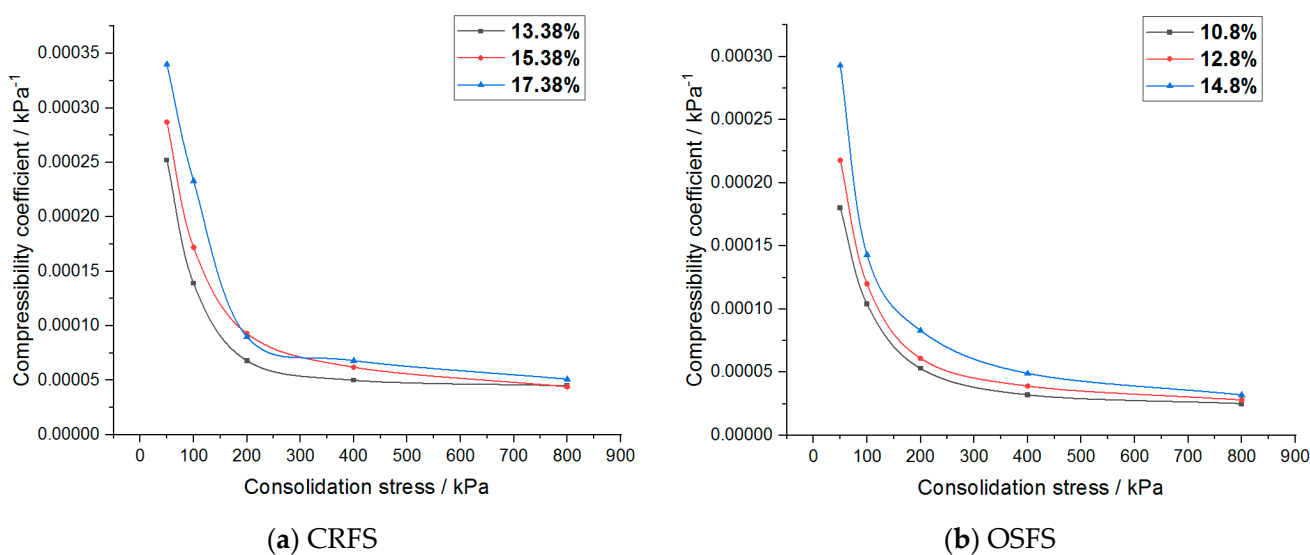 13.38%
15.38%
17.38%
Compressibility coefficient / kPa-1
0.00035
0.00030
0.00025
0.00020
0.00015
0.00010
0.00005
0.00000
0 100 200 300 400 500 600 700 800 900
Consolidation stress / kPa
(a) CRFS
10.8%
12.8%
14.8%
Compressibility coefficient / kPa-1
0.00030
0.00025
0.00020
0.00015
0.00010
0.00005
0.00000
0 100 200 300 400 500 600 700 800 900
Consolidation stress / kPa
(b) OSFS